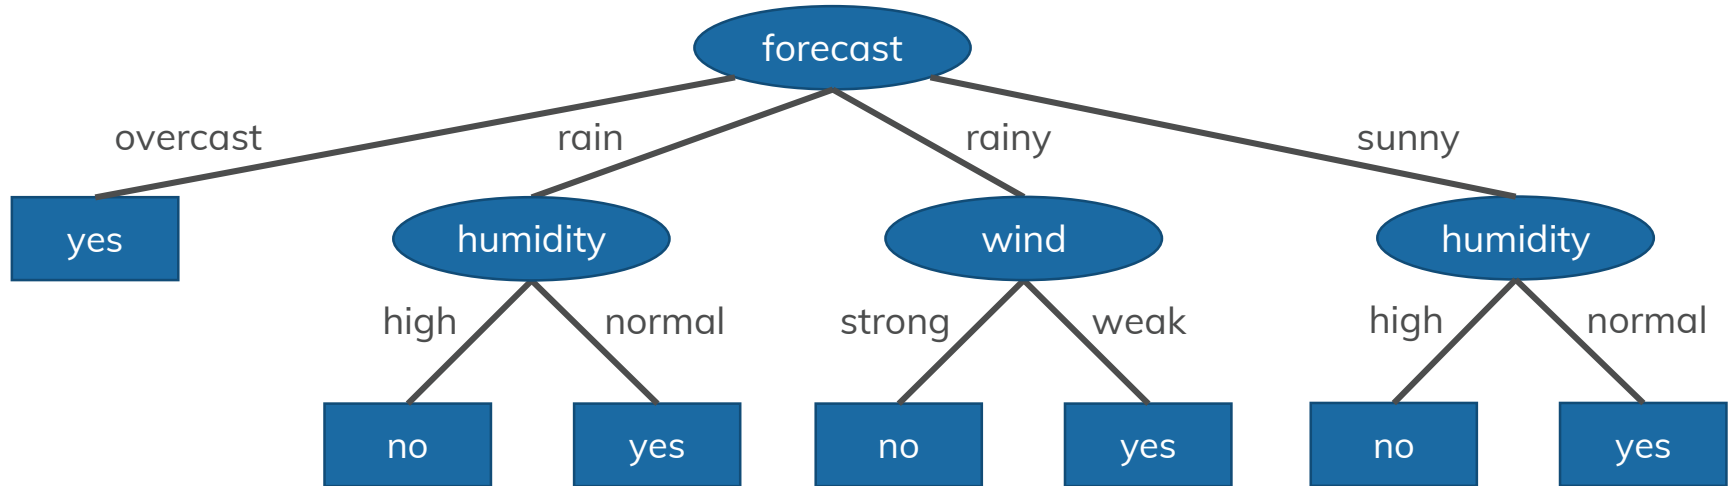 forecast
overcast rain rainy sunny
yes humidity wind humidity
high normal strong weak high normal
no yes no yes no yes